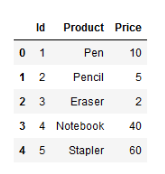 Id Product Price
0 1 Pen 10
1 2 Pencil 5
2 3 Eraser 2
3 4 Notebook 40
4 5 Stapler 60